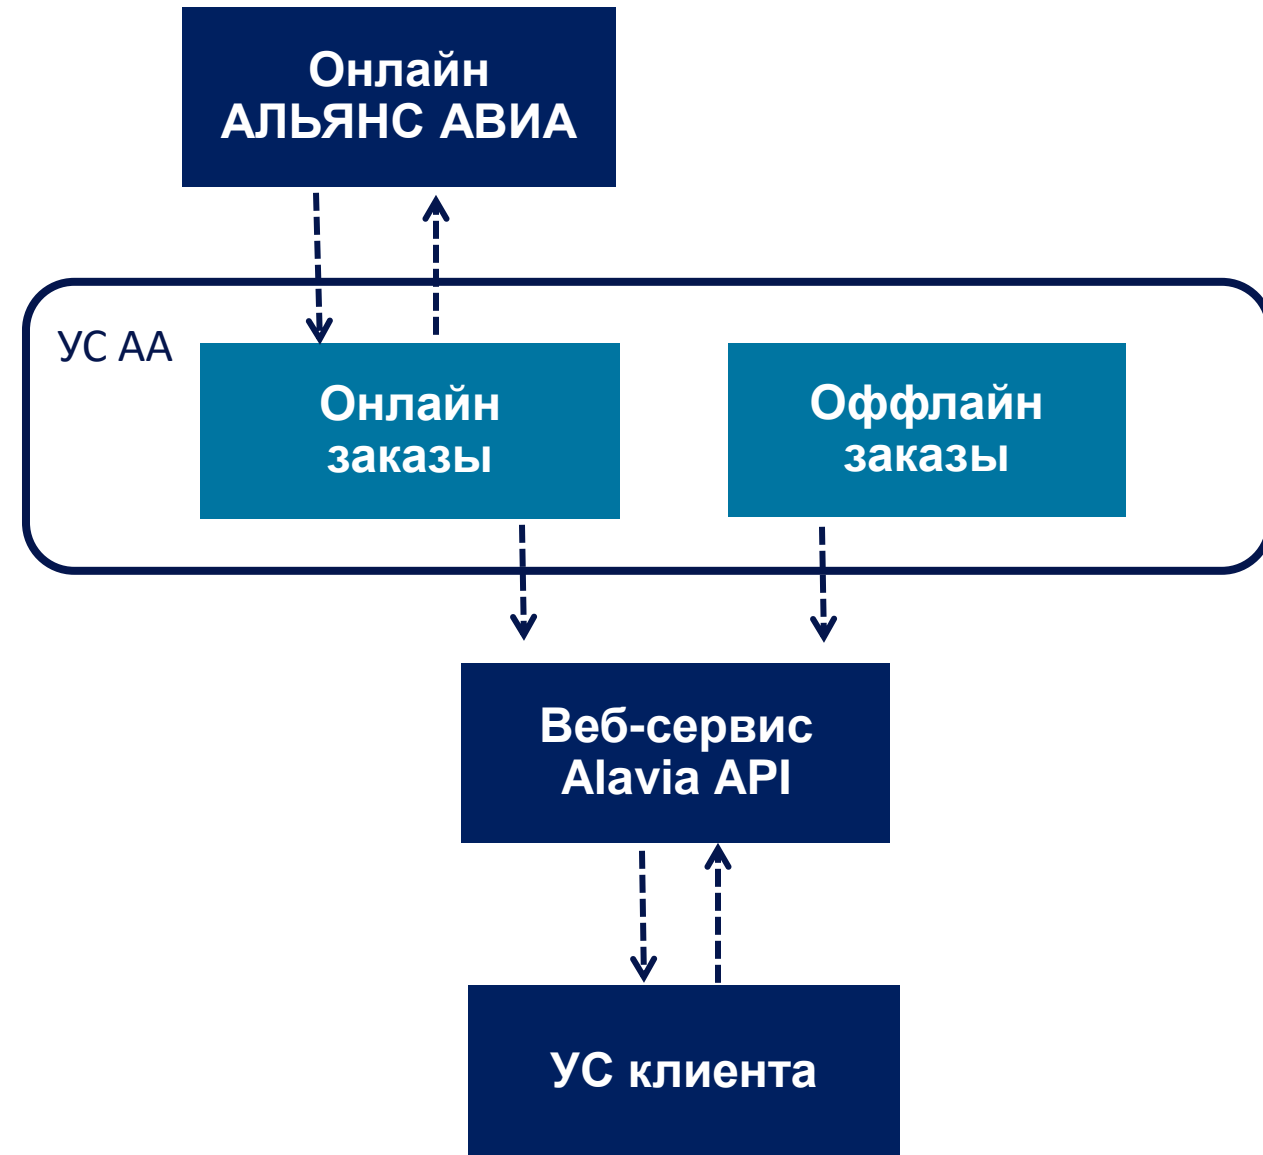 Онлайн
АЛЬЯНС АВИА
УС АА
Онлайн
заказы
Оффлайн
заказы
Веб-сервис
Alavia API
УС клиента